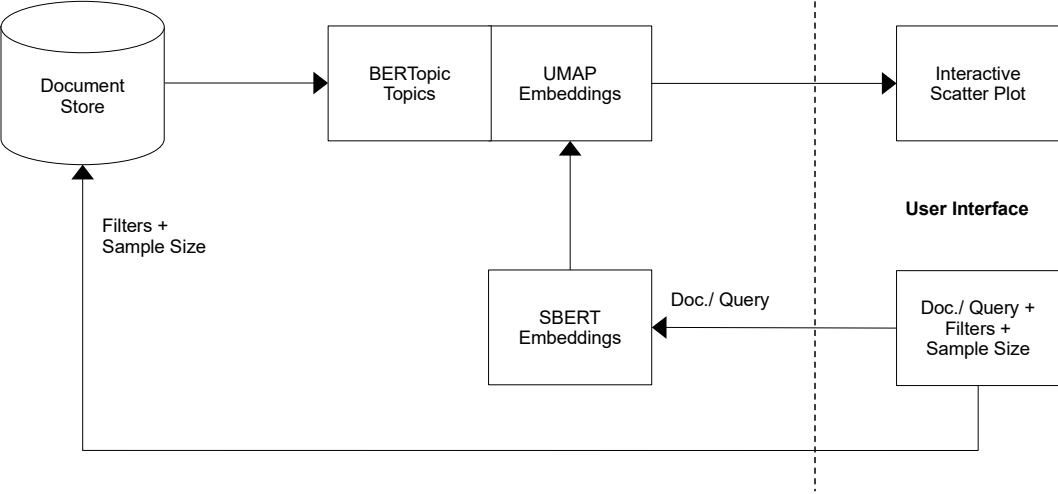 Document
Store
BERTopic
Topics
UMAP
Embeddings
Interactive
Scatter Plot
Filters +
Sample Size
User Interface
SBERT
Embeddings
Doc./ Query
Doc./ Query +
Filters +
Sample Size